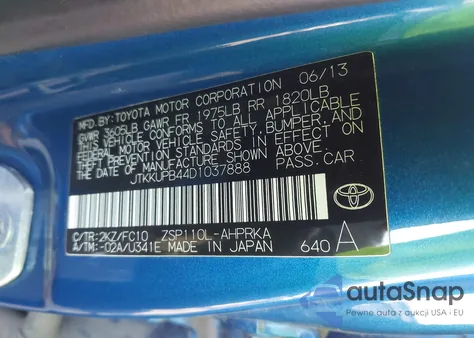 MFD.BY: TOYOTA MOTOR CORPORATION 06/13
GVWR 3605LB GAWR FR 1975LB RR 1820LB
THIS VEHICLE CONFORMS TO ALL APPLICABLE
FEDERAL MOTOR VEHICLE SAFETY, BUMPER, AND
THEFT PREVENTION STANDARDS IN EFFECT ON
THE DATE OF MANUFACTURE SHOWN ABOVE.
JTKKUPB44D1037888 PASS.CAR
C/TR:2KZ/FC10 ZSP110L-AHPRKA
A/TM:-02A/U341E MADE IN JAPAN 640 A
autoSnap
Pewne auta z aukcji USA i EU